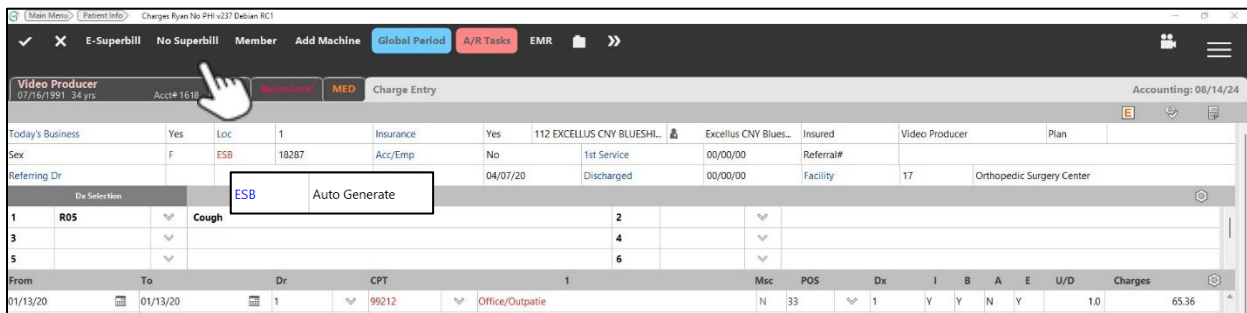 Main Menu Patient Info Charges Ryan No PHI v237 Debian RC1
E-Superbill No Superbill Member Add Machine Global Period A/R Tasks EMR
Video Producer
07/16/1991 34 yrs Acct# 1618 Behavioral MED Charge Entry Accounting: 08/14/24
E
Today's Business Yes Loc 1 Insurance Yes 112 EXCELLUS CNY BLUESHI... Excellus CNY Blues... Insured Video Producer Plan
Sex F ESB 18287 Acc/Emp No 1st Service 00/00/00 Referral#
Referring Dr 04/07/20 Discharged 00/00/00 Facility 17 Orthopedic Surgery Center
ESB Auto Generate
Dx Selection
1 R05 Cough 2
3 4
5 6
From To Dr CPT 1 Msc POS Dx I B A E U/D Charges
01/13/20 01/13/20 1 99212 Office/Outpatie N 33 1 Y Y N Y 1.0 65.36